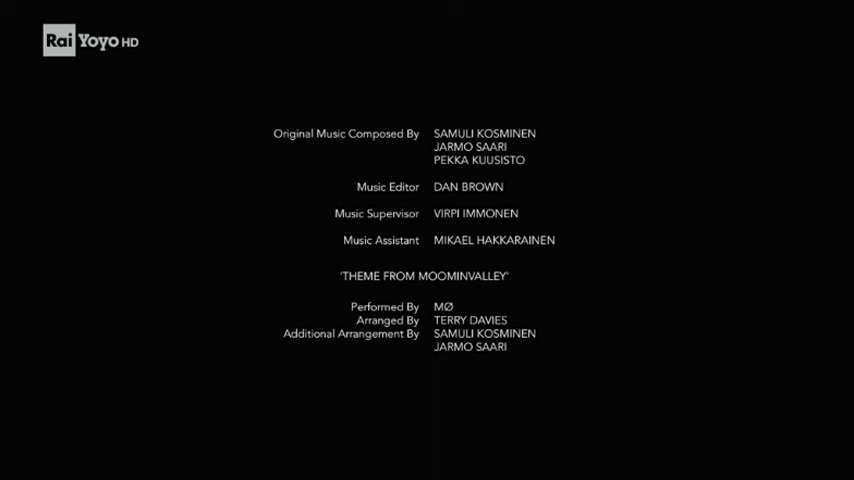 Rai Yoyo HD
Original Music Composed By SAMULI KOSMINEN
JARMO SAARI
PEKKA KUUSISTO
Music Editor DAN BROWN
Music Supervisor VIRPI IMMONEN
Music Assistant MIKAEL HAKKARAINEN
'THEME FROM MOOMINVALLEY'
Performed By MØ
Arranged By TERRY DAVIES
Additional Arrangement By SAMULI KOSMINEN
JARMO SAARI